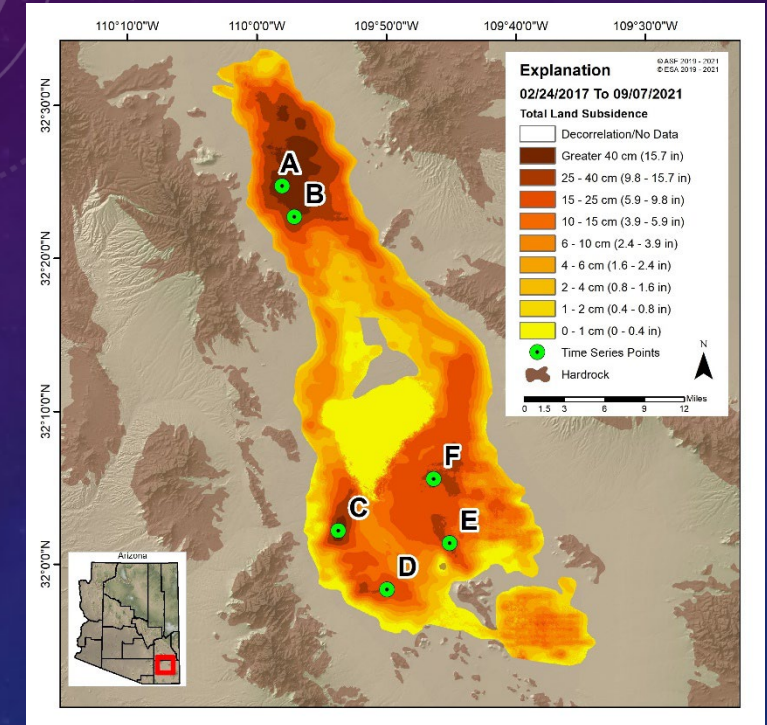 110°10'0"W 110°0'0"W 109°50'0"W 109°40'0"W 109°30'0"W
32°30'0"N
32°20'0"N
32°10'0"N
32°0'0"N
© ASF 2019 - 2021
© ESA 2019 - 2021
Explanation
02/24/2017 To 09/07/2021
Total Land Subsidence
Decorrelation/No Data
Greater 40 cm (15.7 in)
25 - 40 cm (9.8 - 15.7 in)
15 - 25 cm (5.9 - 9.8 in)
10 - 15 cm (3.9 - 5.9 in)
6 - 10 cm (2.4 - 3.9 in)
4 - 6 cm (1.6 - 2.4 in)
2 - 4 cm (0.8 - 1.6 in)
1 - 2 cm (0.4 - 0.8 in)
0 - 1 cm (0 - 0.4 in)
Time Series Points
Hardrock
N
Miles
0 1.5 3 6 9 12
A
B
F
C
E
D
Arizona